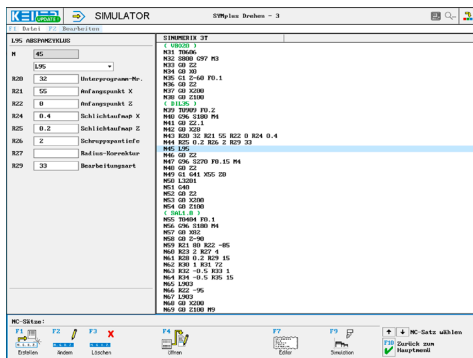 KELLER
UPDATE
SIMULATOR
SYMplus Drehen - 3
F1 Datei F2 Bearbeiten
L95 ABSPANZYKLUS
N 45
L95
R20 32 Unterprogramm-Nr.
R21 55 Anfangspunkt X
R22 0 Anfangspunkt Z
R24 0.4 Schlichtaufmaß X
R25 0.2 Schlichtaufmaß Z
R26 2 Schruppspantiefe
R27 Radius-Korrektur
R29 33 Bearbeitungsart
SINUMERIK 3T
( VB020 )
N31 T0606
N32 S800 G97 M3
N33 G0 Z2
N34 G0 X0
N35 G1 Z-60 F0.1
N36 G0 Z2
N37 G0 X200
N38 G0 Z100
( DIL35 )
N39 T0909 F0.2
N40 G96 S180 M4
N41 G0 Z2.1
N42 G0 X28
N43 R20 32 R21 55 R22 0 R24 0.4
N44 R25 0.2 R26 2 R29 33
N45 L95
N46 G0 Z2
N47 G96 S270 F0.15 M4
N48 G0 Z2
N49 G1 G41 X55 Z0
N50 L3201
N51 G40
N52 G0 Z2
N53 G0 X200
N54 G0 Z100
( SAL1.8 )
N55 T0404 F0.1
N56 G96 S180 M4
N57 G0 X82
N58 G0 Z-90
N59 R21 80 R22 -85
N60 R23 2 R27 4
N61 R28 0.2 R29 15
N62 R30 1 R31 72
N63 R32 -0.5 R33 1
N64 R34 -0.5 R35 15
N65 L903
N66 R22 -95
N67 L903
N68 G0 X200
N69 G0 Z100 M9
NC-Sätze:
F1 Erstellen
F2 Ändern
F3 Löschen
F4 Öffnen
F7 Editor
F9 Simulation
NC-Satz wählen
F10 Zurück zum
Hauptmenü